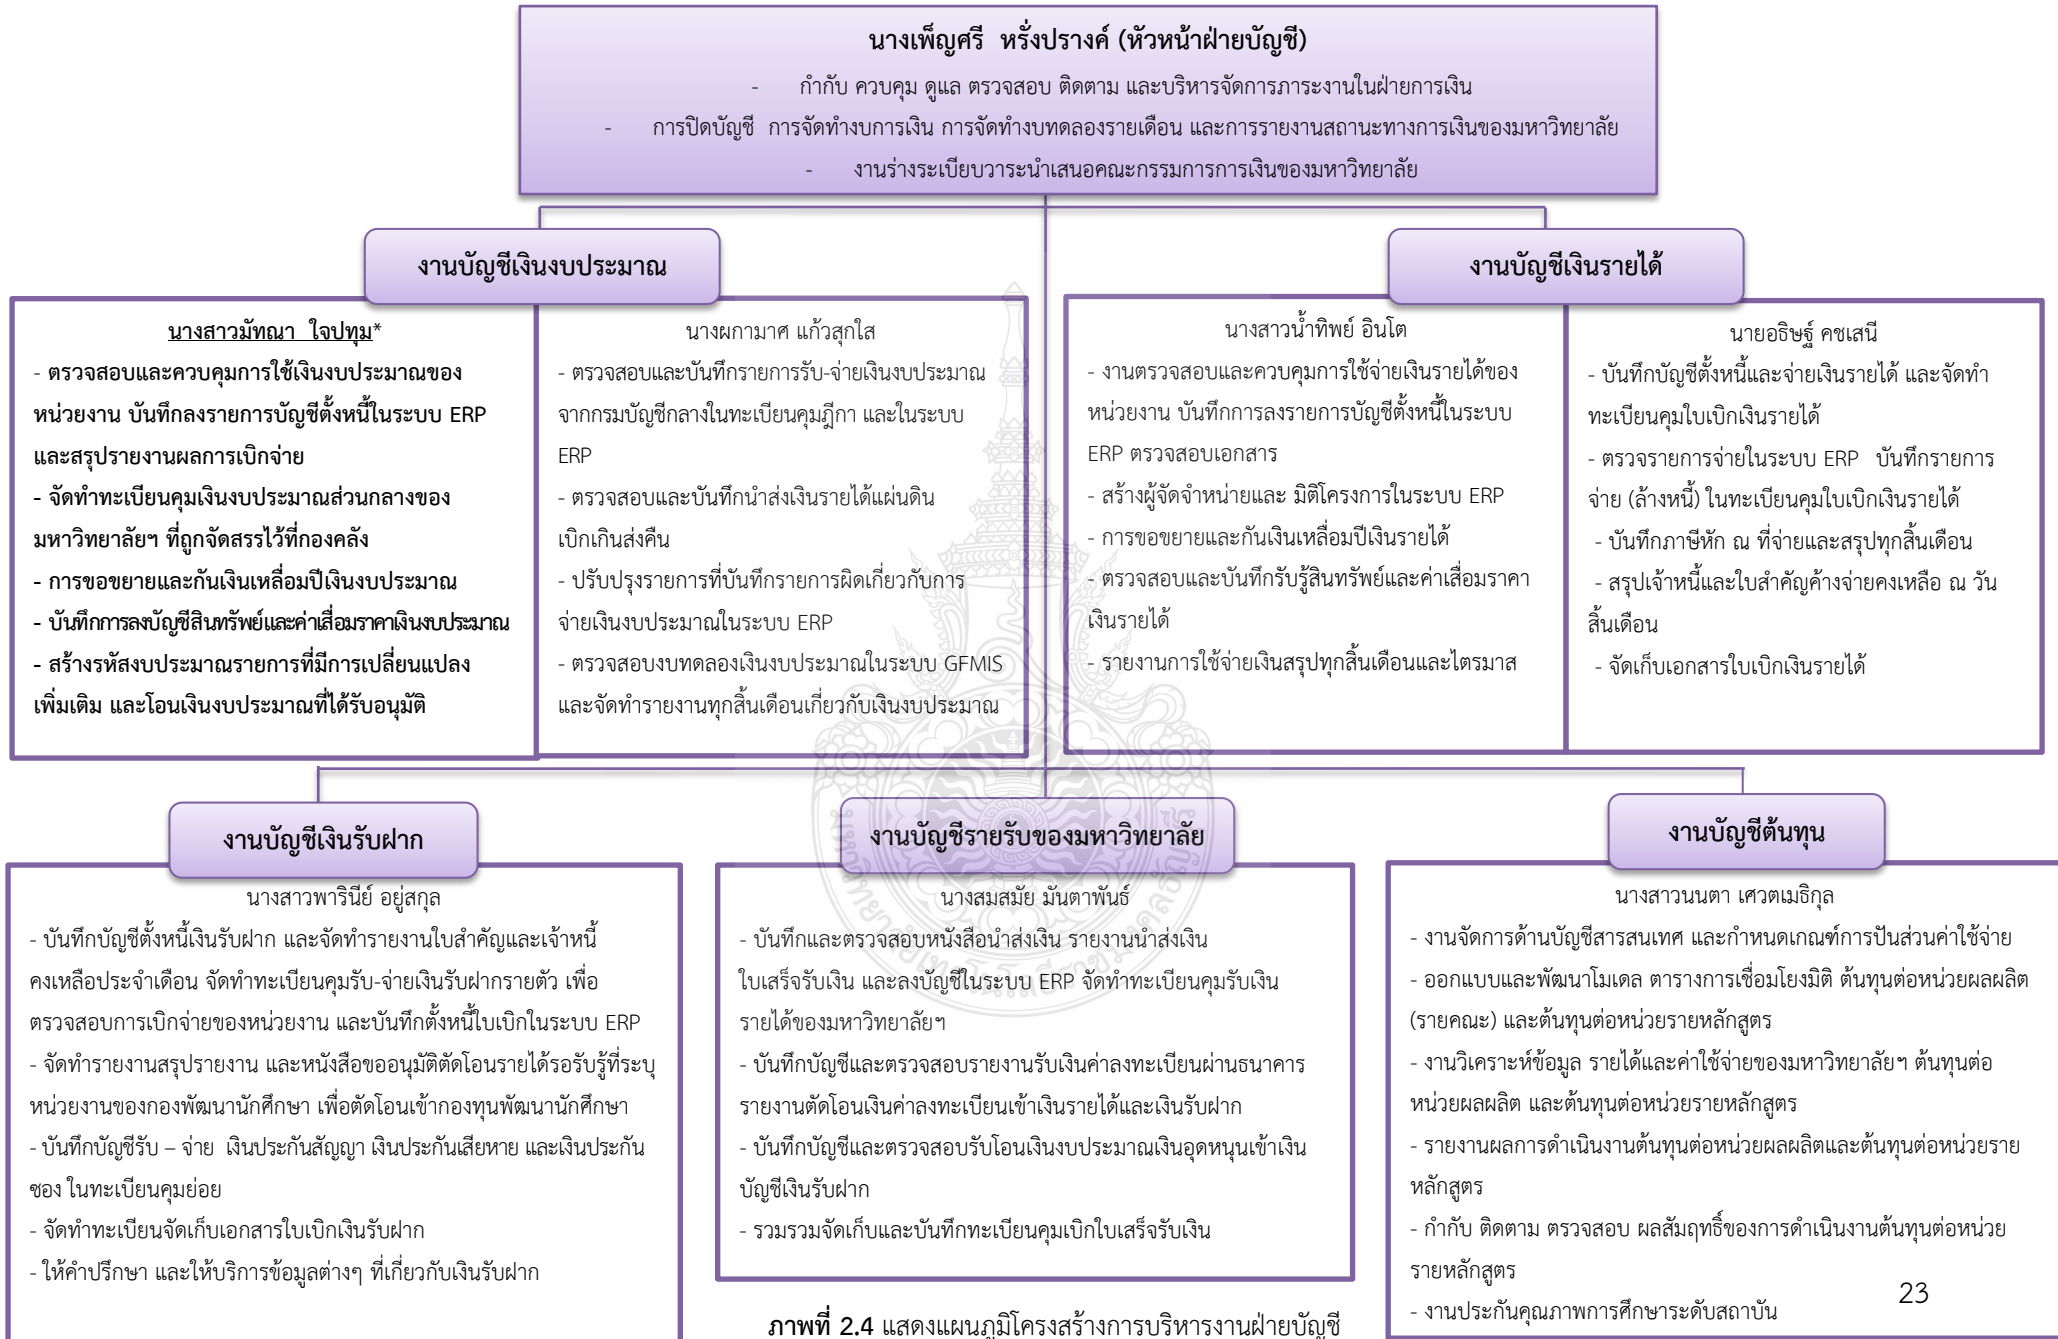 นางเพ็ญศรี  หรั่งปรางค์ (หัวหน้าฝ่ายบัญชี)
- กำกับ ควบคุม ดูแล ตรวจสอบ ติดตาม และบริหารจัดการภาระงานในฝ่ายการเงิน
- การปิดบัญชี  การจัดทำงบการเงิน การจัดทำงบทดลองรายเดือน และการรายงานสถานะทางการเงินของมหาวิทยาลัย
- งานร่างระเบียบวาระนำเสนอคณะกรรมการการเงินของมหาวิทยาลัย
งานบัญชีเงินงบประมาณ
นางสาวมัทณา  ใจปทุม*
- ตรวจสอบและควบคุมการใช้เงินงบประมาณของ
หน่วยงาน บันทึกลงรายการบัญชีตั้งหนี้ในระบบ ERP
และสรุปรายงานผลการเบิกจ่าย
- จัดทำทะเบียนคุมเงินงบประมาณส่วนกลางของ
มหาวิทยาลัยฯ ที่ถูกจัดสรรไว้ที่กองคลัง
- การขอขยายและกันเงินเหลื่อมปีเงินงบประมาณ
- บันทึกการลงบัญชีสินทรัพย์และค่าเสื่อมราคาเงินงบประมาณ
- สร้างรหัสงบประมาณรายการที่มีการเปลี่ยนแปลง
เพิ่มเติม และโอนเงินงบประมาณที่ได้รับอนุมัติ
นางผกามาศ แก้วสุกใส
- ตรวจสอบและบันทึกรายการรับ-จ่ายเงินงบประมาณ
จากกรมบัญชีกลางในทะเบียนคุมฎีกา และในระบบ
ERP
- ตรวจสอบและบันทึกนำส่งเงินรายได้แผ่นดิน
เบิกเกินส่งคืน
- ปรับปรุงรายการที่บันทึกรายการผิดเกี่ยวกับการ
จ่ายเงินงบประมาณในระบบ ERP
- ตรวจสอบงบทดลองเงินงบประมาณในระบบ GFMIS
และจัดทำรายงานทุกสิ้นเดือนเกี่ยวกับเงินงบประมาณ
งานบัญชีเงินรายได้
นางสาวน้ำทิพย์ อินโต
- งานตรวจสอบและควบคุมการใช้จ่ายเงินรายได้ของ
หน่วยงาน บันทึกการลงรายการบัญชีตั้งหนี้ในระบบ
ERP ตรวจสอบเอกสาร
- สร้างผู้จัดจำหน่ายและ มิติโครงการในระบบ ERP
- การขอขยายและกันเงินเหลื่อมปีเงินรายได้
- ตรวจสอบและบันทึกรับรู้สินทรัพย์และค่าเสื่อมราคา
เงินรายได้
- รายงานการใช้จ่ายเงินสรุปทุกสิ้นเดือนและไตรมาส
นายอธิษฐ์ คชเสนี
- บันทึกบัญชีตั้งหนี้และจ่ายเงินรายได้ และจัดทำ
ทะเบียนคุมใบเบิกเงินรายได้
- ตรวจรายการจ่ายในระบบ ERP   บันทึกรายการ
จ่าย (ล้างหนี้) ในทะเบียนคุมใบเบิกเงินรายได้
- บันทึกภาษีหัก ณ ที่จ่ายและสรุปทุกสิ้นเดือน
- สรุปเจ้าหนี้และใบสำคัญค้างจ่ายคงเหลือ ณ วัน
สิ้นเดือน
- จัดเก็บเอกสารใบเบิกเงินรายได้
งานบัญชีเงินรับฝาก
นางสาวพารินีย์ อยู่สกุล
- บันทึกบัญชีตั้งหนี้เงินรับฝาก และจัดทำรายงานใบสำคัญและเจ้าหนี้
คงเหลือประจำเดือน จัดทำทะเบียนคุมรับ-จ่ายเงินรับฝากรายตัว เพื่อ
ตรวจสอบการเบิกจ่ายของหน่วยงาน และบันทึกตั้งหนี้ใบเบิกในระบบ ERP
- จัดทำรายงานสรุปรายงาน และหนังสือขออนุมัติตัดโอนรายได้รอรับรู้ที่ระบุ
หน่วยงานของกองพัฒนานักศึกษา เพื่อตัดโอนเข้ากองทุนพัฒนานักศึกษา
- บันทึกบัญชีรับ – จ่าย  เงินประกันสัญญา เงินประกันเสียหาย และเงินประกัน
ซอง ในทะเบียนคุมย่อย
- จัดทำทะเบียนจัดเก็บเอกสารใบเบิกเงินรับฝาก
- ให้คำปรึกษา และให้บริการข้อมูลต่างๆ ที่เกี่ยวกับเงินรับฝาก
งานบัญชีรายรับของมหาวิทยาลัย
นางสมสมัย มันตาพันธ์
- บันทึกและตรวจสอบหนังสือนำส่งเงิน รายงานนำส่งเงิน
ใบเสร็จรับเงิน และลงบัญชีในระบบ ERP จัดทำทะเบียนคุมรับเงิน
รายได้ของมหาวิทยาลัยฯ
- บันทึกบัญชีและตรวจสอบรายงานรับเงินค่าลงทะเบียนผ่านธนาคาร
รายงานตัดโอนเงินค่าลงทะเบียนเข้าเงินรายได้และเงินรับฝาก
- บันทึกบัญชีและตรวจสอบรับโอนเงินงบประมาณเงินอุดหนุนเข้าเงิน
บัญชีเงินรับฝาก
- รวมรวมจัดเก็บและบันทึกทะเบียนคุมเบิกใบเสร็จรับเงิน
งานบัญชีต้นทุน
นางสาวนนตา เศวตเมธิกุล
- งานจัดการด้านบัญชีสารสนเทศ และกำหนดเกณฑ์การปันส่วนค่าใช้จ่าย
- ออกแบบและพัฒนาโมเดล ตารางการเชื่อมโยงมิติ ต้นทุนต่อหน่วยผลผลิต
(รายคณะ) และต้นทุนต่อหน่วยรายหลักสูตร
- งานวิเคราะห์ข้อมูล รายได้และค่าใช้จ่ายของมหาวิทยาลัยฯ ต้นทุนต่อ
หน่วยผลผลิต และต้นทุนต่อหน่วยรายหลักสูตร
- รายงานผลการดำเนินงานต้นทุนต่อหน่วยผลผลิตและต้นทุนต่อหน่วยราย
หลักสูตร
- กำกับ ติดตาม ตรวจสอบ ผลสัมฤทธิ์ของการดำเนินงานต้นทุนต่อหน่วย
รายหลักสูตร
- งานประกันคุณภาพการศึกษาระดับสถาบัน
23
ภาพที่ 2.4 แสดงแผนภูมิโครงสร้างการบริหารงานฝ่ายบัญชี
มหาวิทยาลัยเทคโนโลยีราชมงคลธัญบุรี